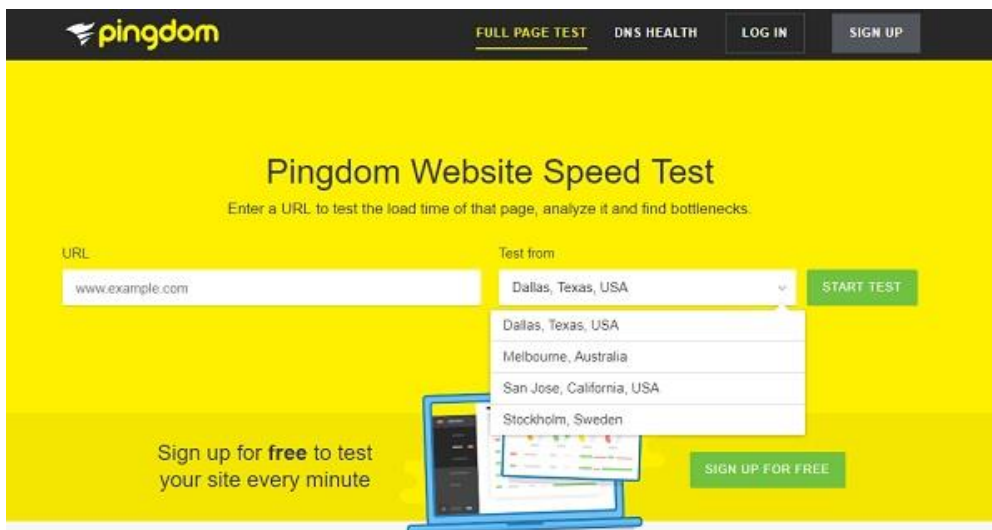 pingdom
FULL PAGE TEST DNS HEALTH LOG IN SIGN UP
Pingdom Website Speed Test
Enter a URL to test the load time of that page, analyze it and find bottlenecks.
URL
Test from
www.example.com
Dallas, Texas, USA
START TEST
Dallas, Texas, USA
Melbourne, Australia
San Jose, California, USA
Stockholm, Sweden
Sign up for free to test
your site every minute
SIGN UP FOR FREE